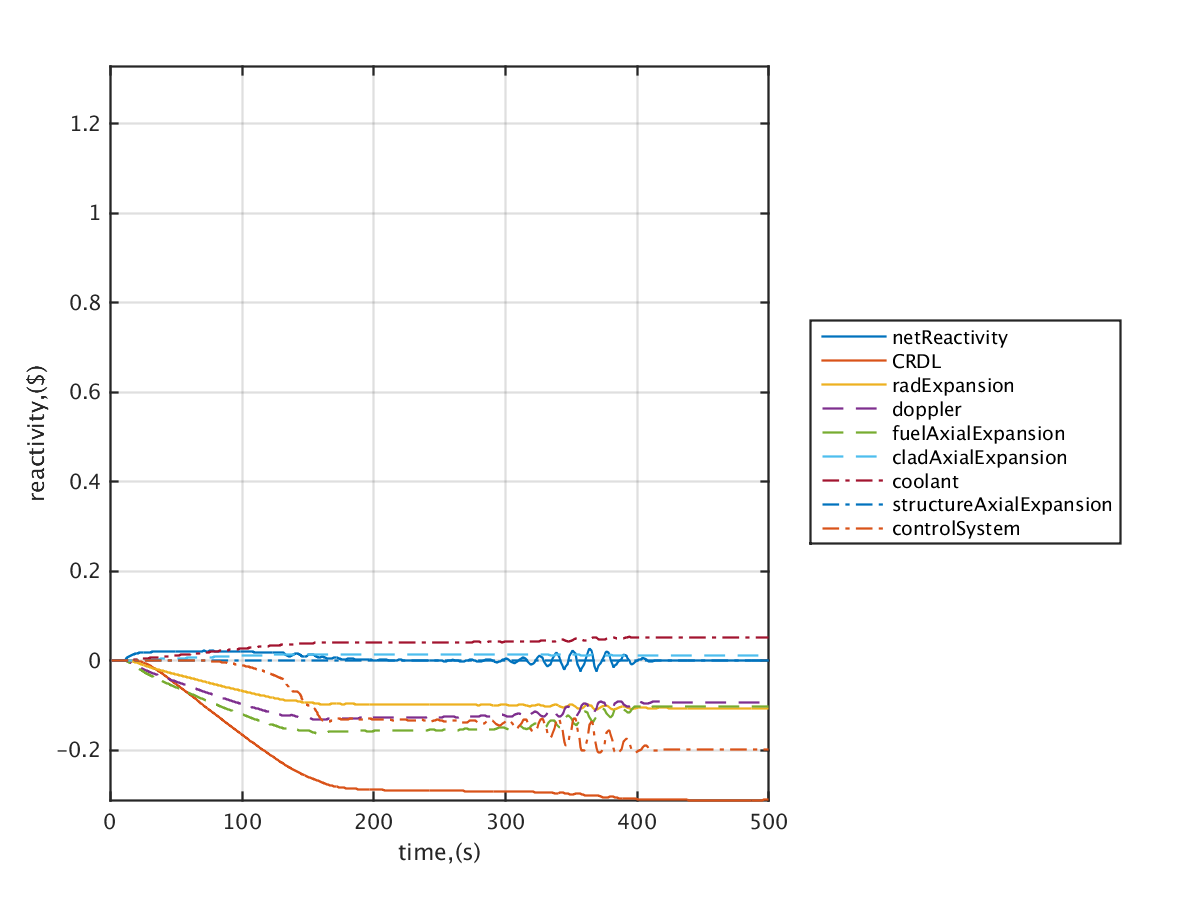 1.2
1
0.8
0.6
0.4
0.2
0
−0.2
reactivity,($)
0 100 200 300 400 500
time,(s)
netReactivity
CRDL
radExpansion
doppler
fuelAxialExpansion
cladAxialExpansion
coolant
structureAxialExpansion
controlSystem